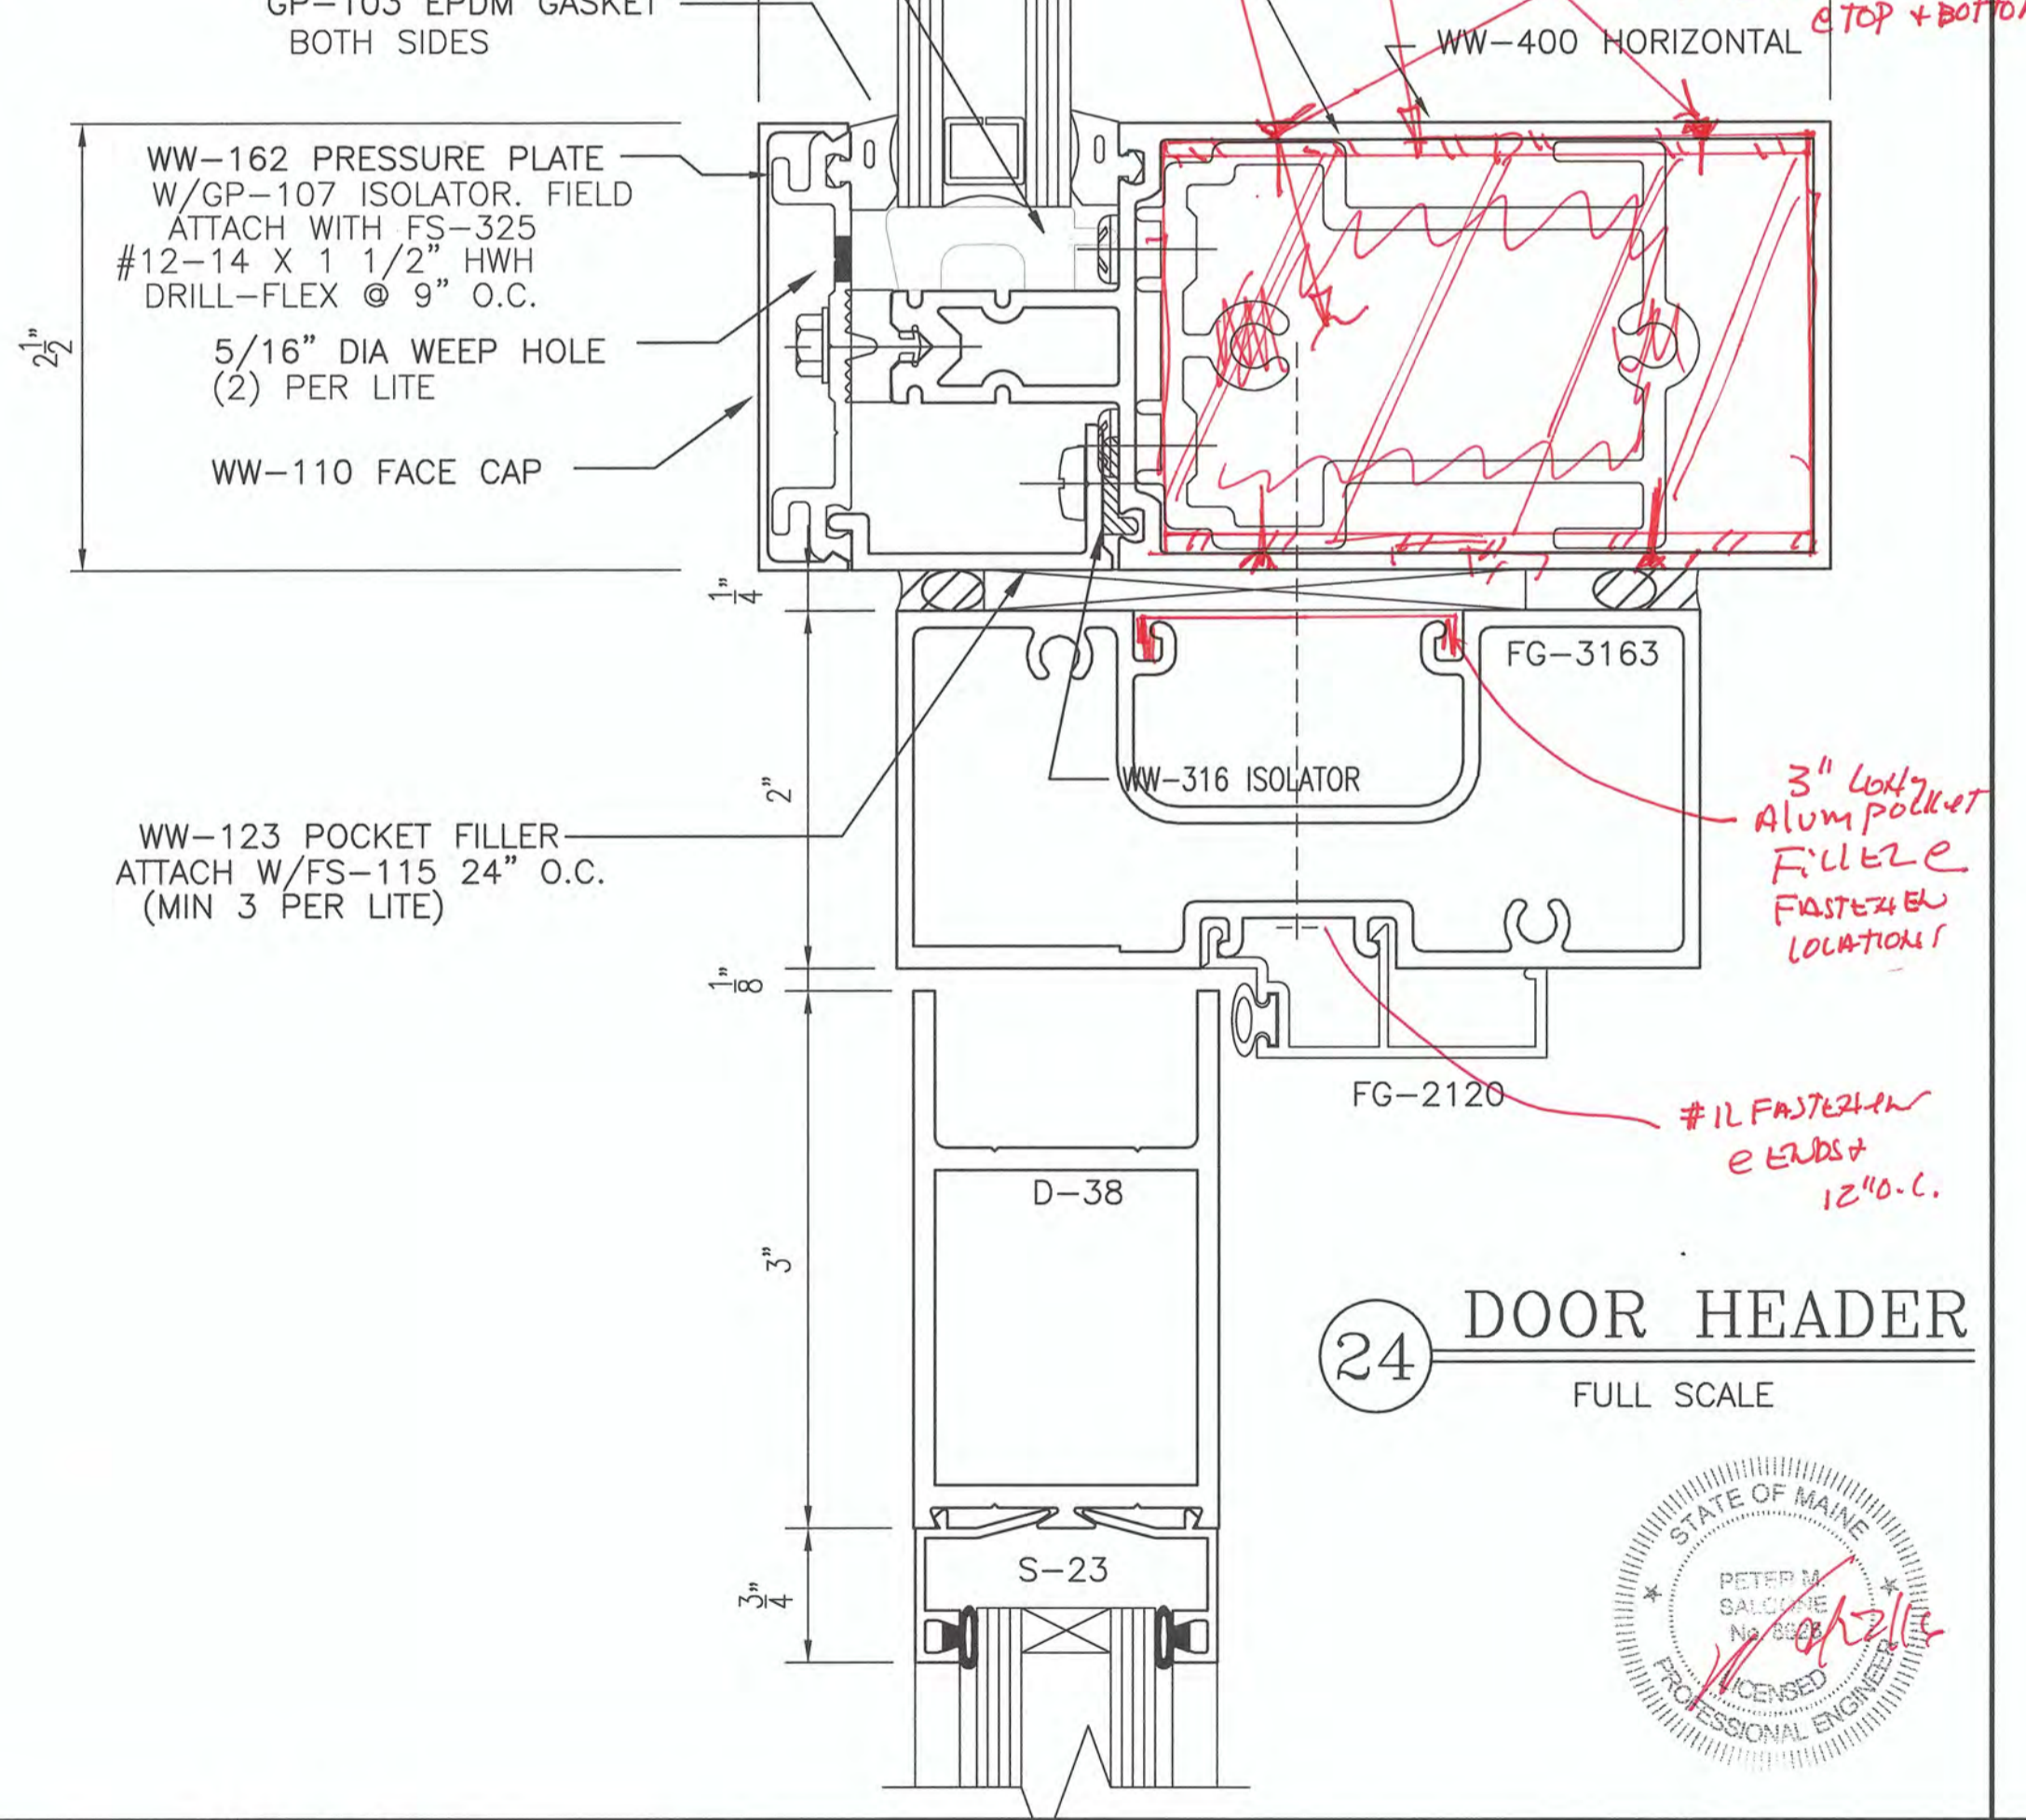 GP-103 EPDM GASKET
BOTH SIDES
@ TOP + BOTTOM
WW-400 HORIZONTAL
WW-162 PRESSURE PLATE
W/GP-107 ISOLATOR. FIELD
ATTACH WITH FS-325
#12-14 X 1 1/2" HWH
DRILL-FLEX @ 9" O.C.
2 1/2"
5/16" DIA WEEP HOLE
(2) PER LITE
WW-110 FACE CAP
1/4"
FG-3163
WW-316 ISOLATOR
2"
3" LONG
Alum pocket
FILLER @
FASTENER
LOCATIONS
WW-123 POCKET FILLER
ATTACH W/FS-115 24" O.C.
(MIN 3 PER LITE)
1/8"
FG-2120
#12 FASTENER
@ ENDS +
12" O.C.
D-38
3"
24
DOOR HEADER
FULL SCALE
S-23
3/4"
STATE OF MAINE
PETER M.
No.
LICENSED
PROFESSIONAL ENGINEER